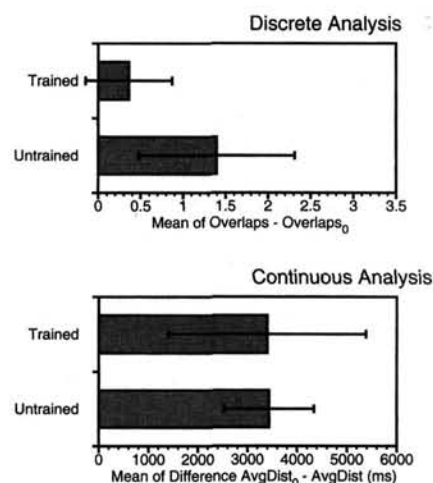 Discrete Analysis
Trained
Untrained
0 0.5 1 1.5 2 2.5 3 3.5
Mean of Overlaps - Overlaps0
Continuous Analysis
Trained
Untrained
0 1000 2000 3000 4000 5000 6000
Mean of Difference AvgDist0 - AvgDist (ms)